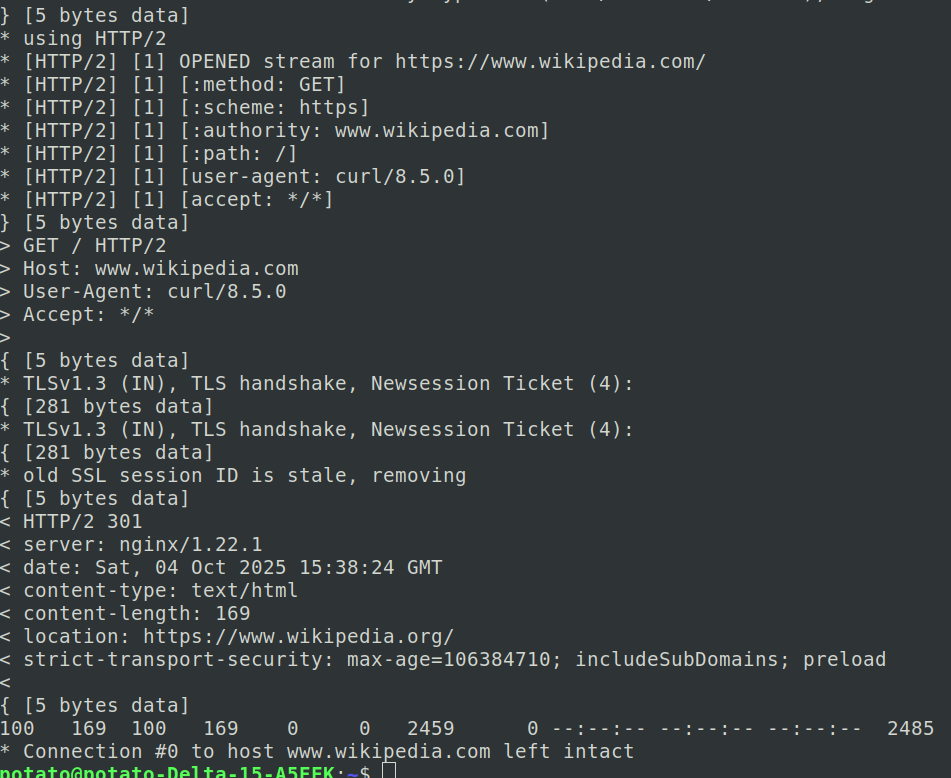 } [5 bytes data]
* using HTTP/2
* [HTTP/2] [1] OPENED stream for https://www.wikipedia.com/
* [HTTP/2] [1] [:method: GET]
* [HTTP/2] [1] [:scheme: https]
* [HTTP/2] [1] [:authority: www.wikipedia.com]
* [HTTP/2] [1] [:path: /]
* [HTTP/2] [1] [user-agent: curl/8.5.0]
* [HTTP/2] [1] [accept: */*]
} [5 bytes data]
> GET / HTTP/2
> Host: www.wikipedia.com
> User-Agent: curl/8.5.0
> Accept: */*
>
{ [5 bytes data]
* TLSv1.3 (IN), TLS handshake, Newsession Ticket (4):
{ [281 bytes data]
* TLSv1.3 (IN), TLS handshake, Newsession Ticket (4):
{ [281 bytes data]
* old SSL session ID is stale, removing
{ [5 bytes data]
< HTTP/2 301
< server: nginx/1.22.1
< date: Sat, 04 Oct 2025 15:38:24 GMT
< content-type: text/html
< content-length: 169
< location: https://www.wikipedia.org/
< strict-transport-security: max-age=106384710; includeSubDomains; preload
<
{ [5 bytes data]
100   169  100   169    0     0   2459      0 --:--:-- --:--:-- --:--:--  2485
* Connection #0 to host www.wikipedia.com left intact
potato@potato-Delta-15-A5EFK:~$